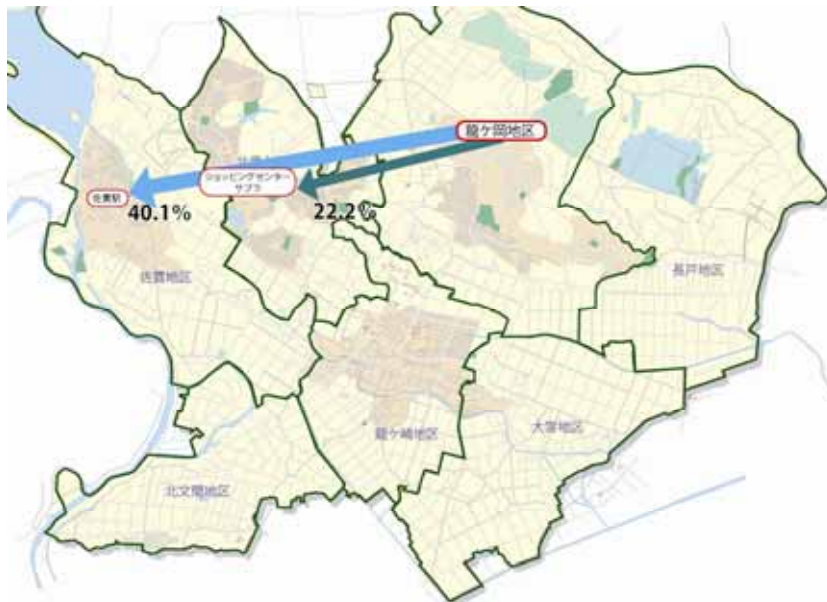 龍ケ岡地区
ショッピングセンター
サプラ
佐貫駅
40.1%
22.2%
佐貫地区
長戸地区
龍ケ崎地区
大宮地区
北文間地区